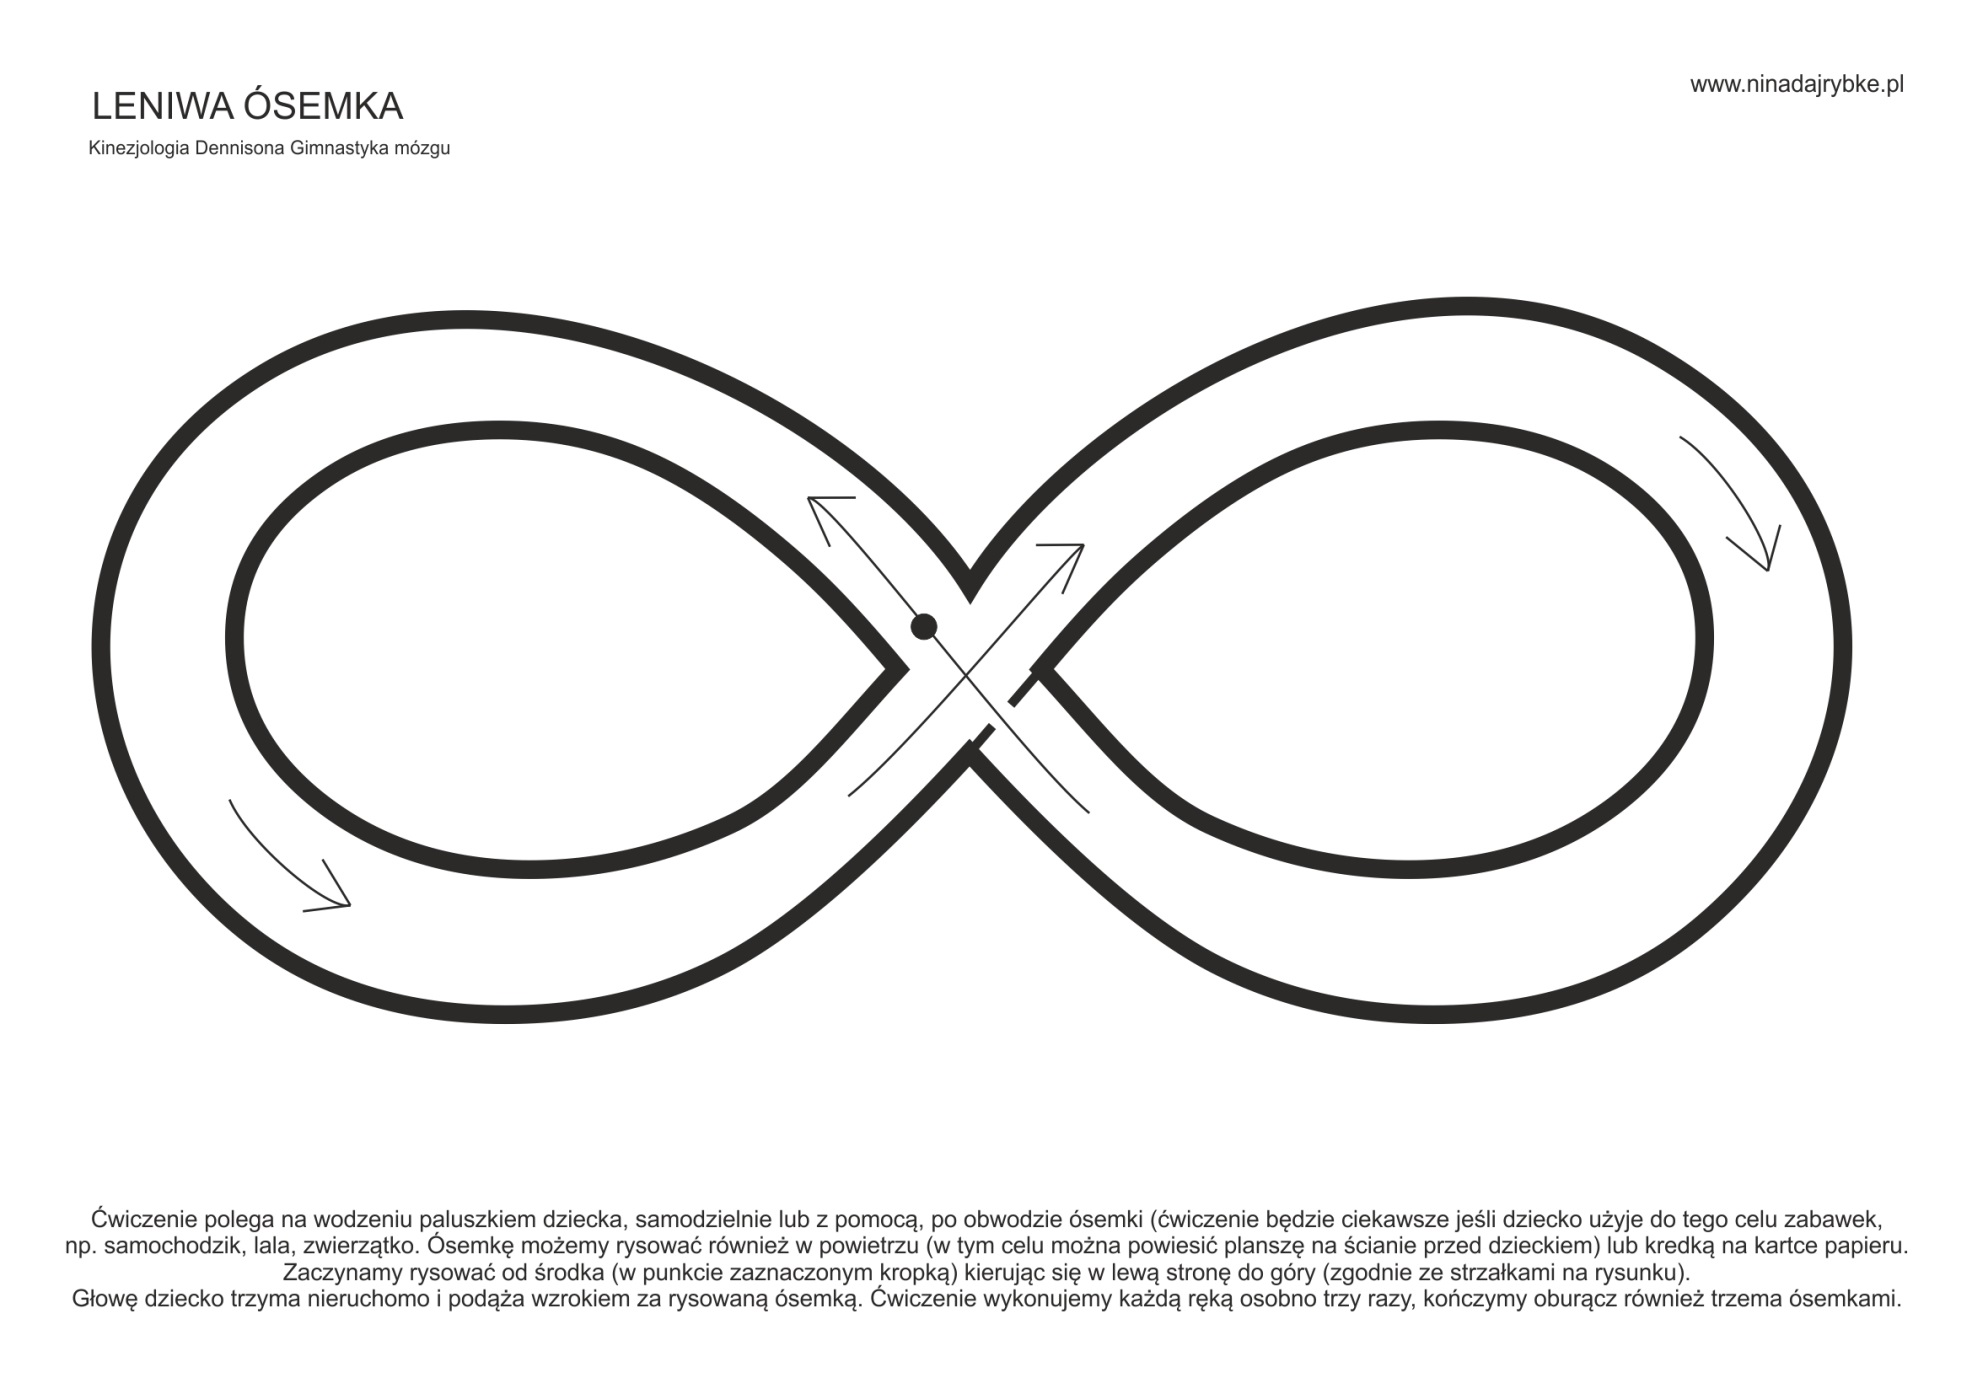 LENIWA ÓSEMKA
www.ninadajrybke.pl
Kinezjologia Dennisona Gimnastyka mózgu
Ćwiczenie polega na wodzeniu paluszkiem dziecka, samodzielnie lub z pomocą, po obwodzie ósemki (ćwiczenie będzie ciekawsze jeśli dziecko użyje do tego celu zabawek,
np. samochodzik, lala, zwierzątko. Ósemkę możemy rysować również w powietrzu (w tym celu można powiesić planszę na ścianie przed dzieckiem) lub kredką na kartce papieru.
Zaczynamy rysować od środka (w punkcie zaznaczonym kropką) kierując się w lewą stronę do góry (zgodnie ze strzałkami na rysunku).
Głowę dziecko trzyma nieruchomo i podąża wzrokiem za rysowaną ósemką. Ćwiczenie wykonujemy każdą ręką osobno trzy razy, kończymy oburącz również trzema ósemkami.